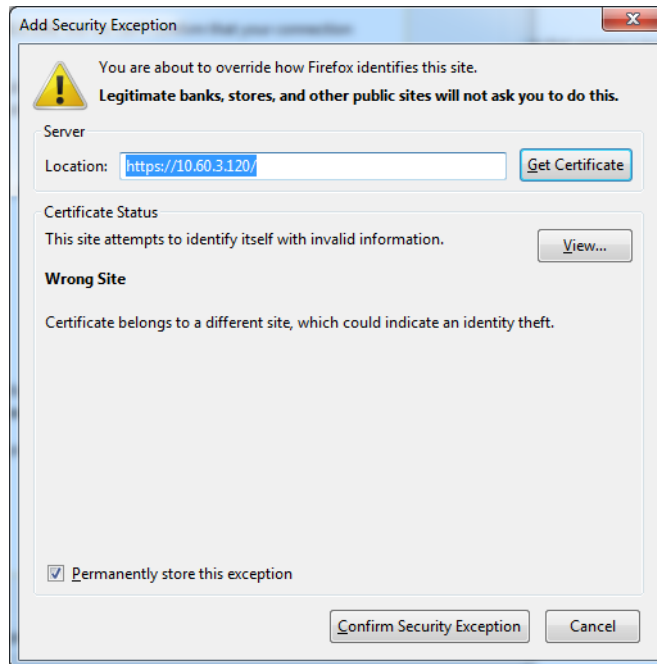 Add Security Exception
You are about to override how Firefox identifies this site.
Legitimate banks, stores, and other public sites will not ask you to do this.
Server
Location: https://10.60.3.120/ Get Certificate
Certificate Status
This site attempts to identify itself with invalid information. View...
Wrong Site
Certificate belongs to a different site, which could indicate an identity theft.
Permanently store this exception
Confirm Security Exception Cancel